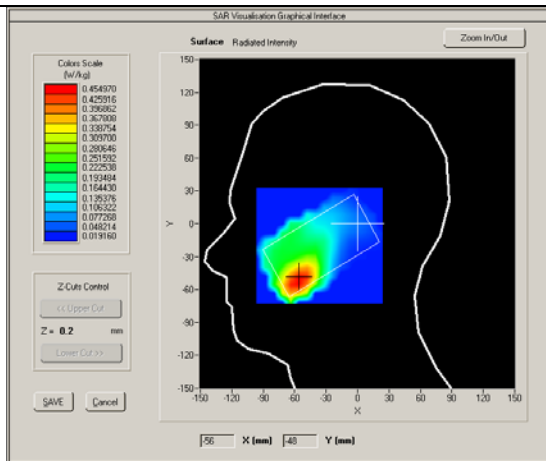 SAR Visualisation Graphical Interface
Surface Radiated Intensity
Zoom In/Out
Colors Scale
(W/kg)
0.454970
0.425916
0.396862
0.367808
0.338754
0.309700
0.280646
0.251592
0.222538
0.193484
0.164430
0.135376
0.106322
0.077268
0.048214
0.019160
Z-Cuts Control
<< Upper Cut
Z = 0.2 mm
Lower Cut >>
SAVE Cancel
150
120
90
60
30
0
-30
-60
-90
-120
-150
Y
-150 -120 -90 -60 -30 0 30 60 90 120 150
X
-56 X (mm) -48 Y (mm)